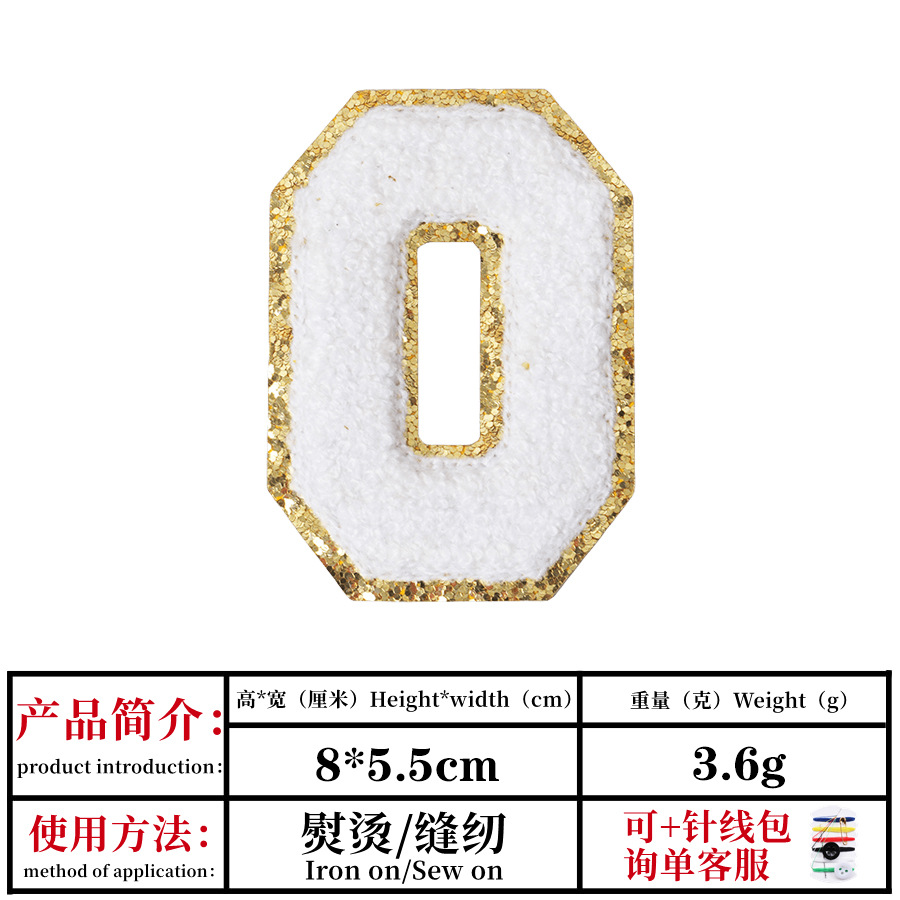 O
产品简介：
product introduction：
高*宽（厘米）Height*width（cm）
重量（克）Weight（g）
8*5.5cm
3.6g
使用方法：
method of application：
熨烫/缝纫
Iron on/Sew on
可+针线包
询单客服